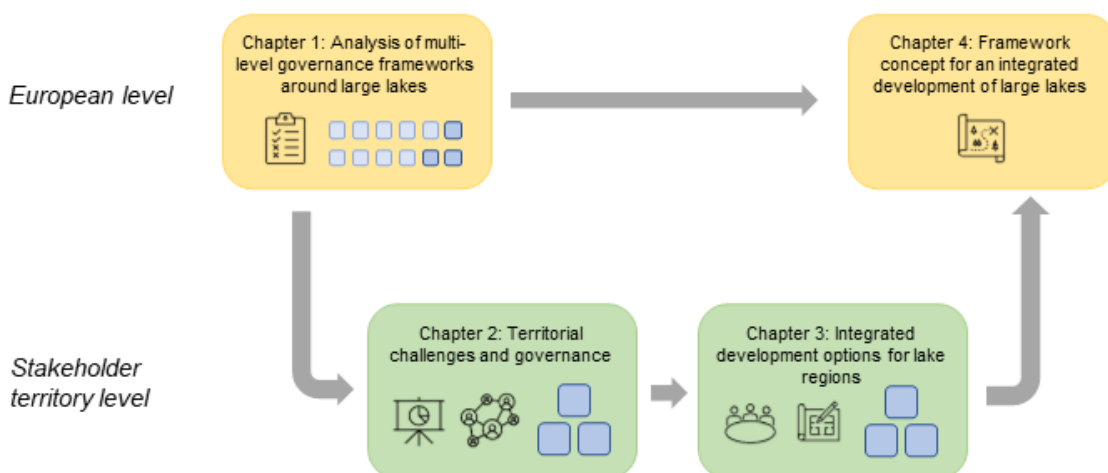 European level
Chapter 1: Analysis of multi-
level governance frameworks
around large lakes
Chapter 4: Framework
concept for an integrated
development of large lakes
Stakeholder
territory level
Chapter 2: Territorial
challenges and governance
Chapter 3: Integrated
development options for lake
regions